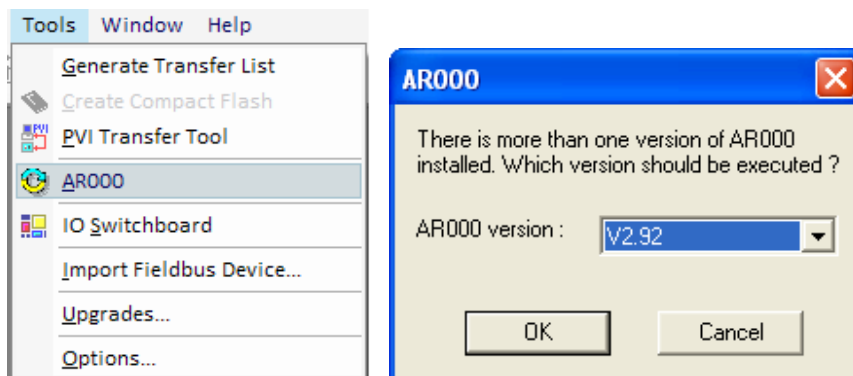 Tools Window Help
Generate Transfer List
Create Compact Flash
PVI Transfer Tool
AR000
IO Switchboard
Import Fieldbus Device...
Upgrades...
Options...
AR000
There is more than one version of AR000
installed. Which version should be executed ?
AR000 version :
V2.92
OK Cancel